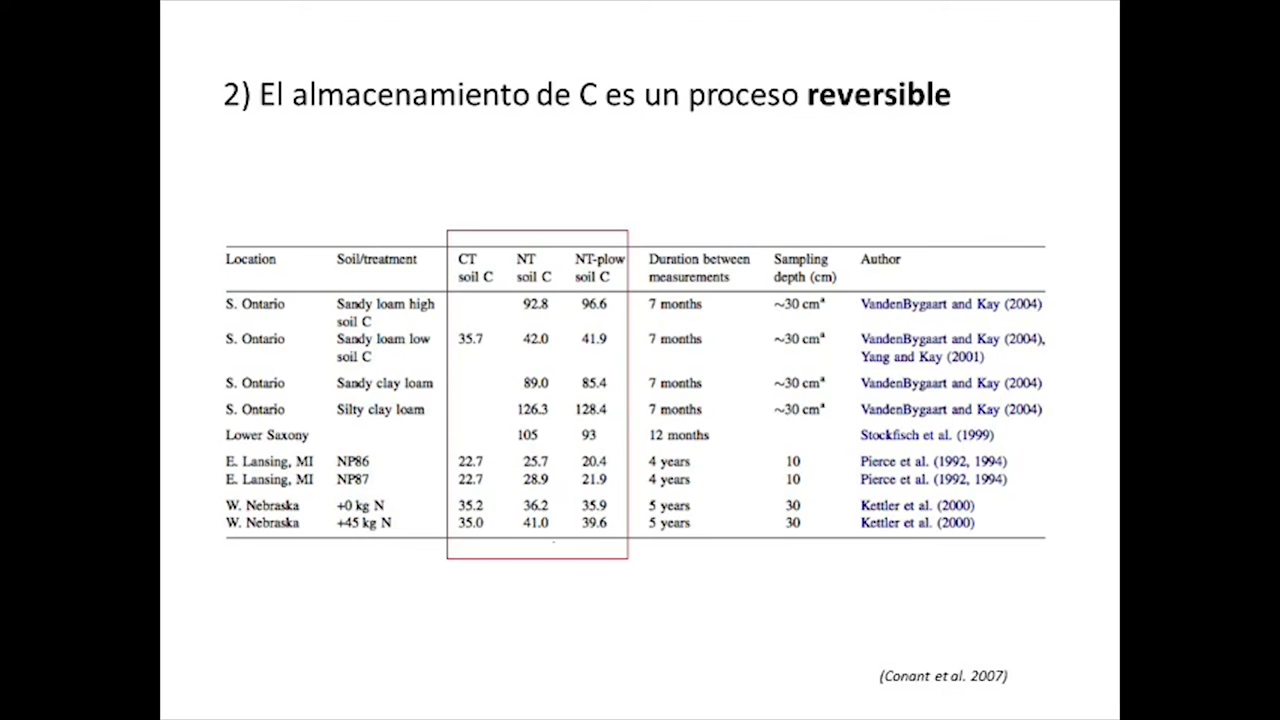 2) El almacenamiento de C es un proceso reversible
Location Soil/treatment CT soil C NT soil C NT-plow soil C Duration between measurements Sampling depth (cm) Author
S. Ontario Sandy loam high soil C 92.8 96.6 7 months ~30 cmª VandenBygaart and Kay (2004)
S. Ontario Sandy loam low soil C 35.7 42.0 41.9 7 months ~30 cmª VandenBygaart and Kay (2004), Yang and Kay (2001)
S. Ontario Sandy clay loam 89.0 85.4 7 months ~30 cmª VandenBygaart and Kay (2004)
S. Ontario Silty clay loam 126.3 128.4 7 months ~30 cmª VandenBygaart and Kay (2004)
Lower Saxony 105 93 12 months Stockfisch et al. (1999)
E. Lansing, MI NP86 22.7 25.7 20.4 4 years 10 Pierce et al. (1992, 1994)
E. Lansing, MI NP87 22.7 28.9 21.9 4 years 10 Pierce et al. (1992, 1994)
W. Nebraska +0 kg N 35.2 36.2 35.9 5 years 30 Kettler et al. (2000)
W. Nebraska +45 kg N 35.0 41.0 39.6 5 years 30 Kettler et al. (2000)
(Conant et al. 2007)